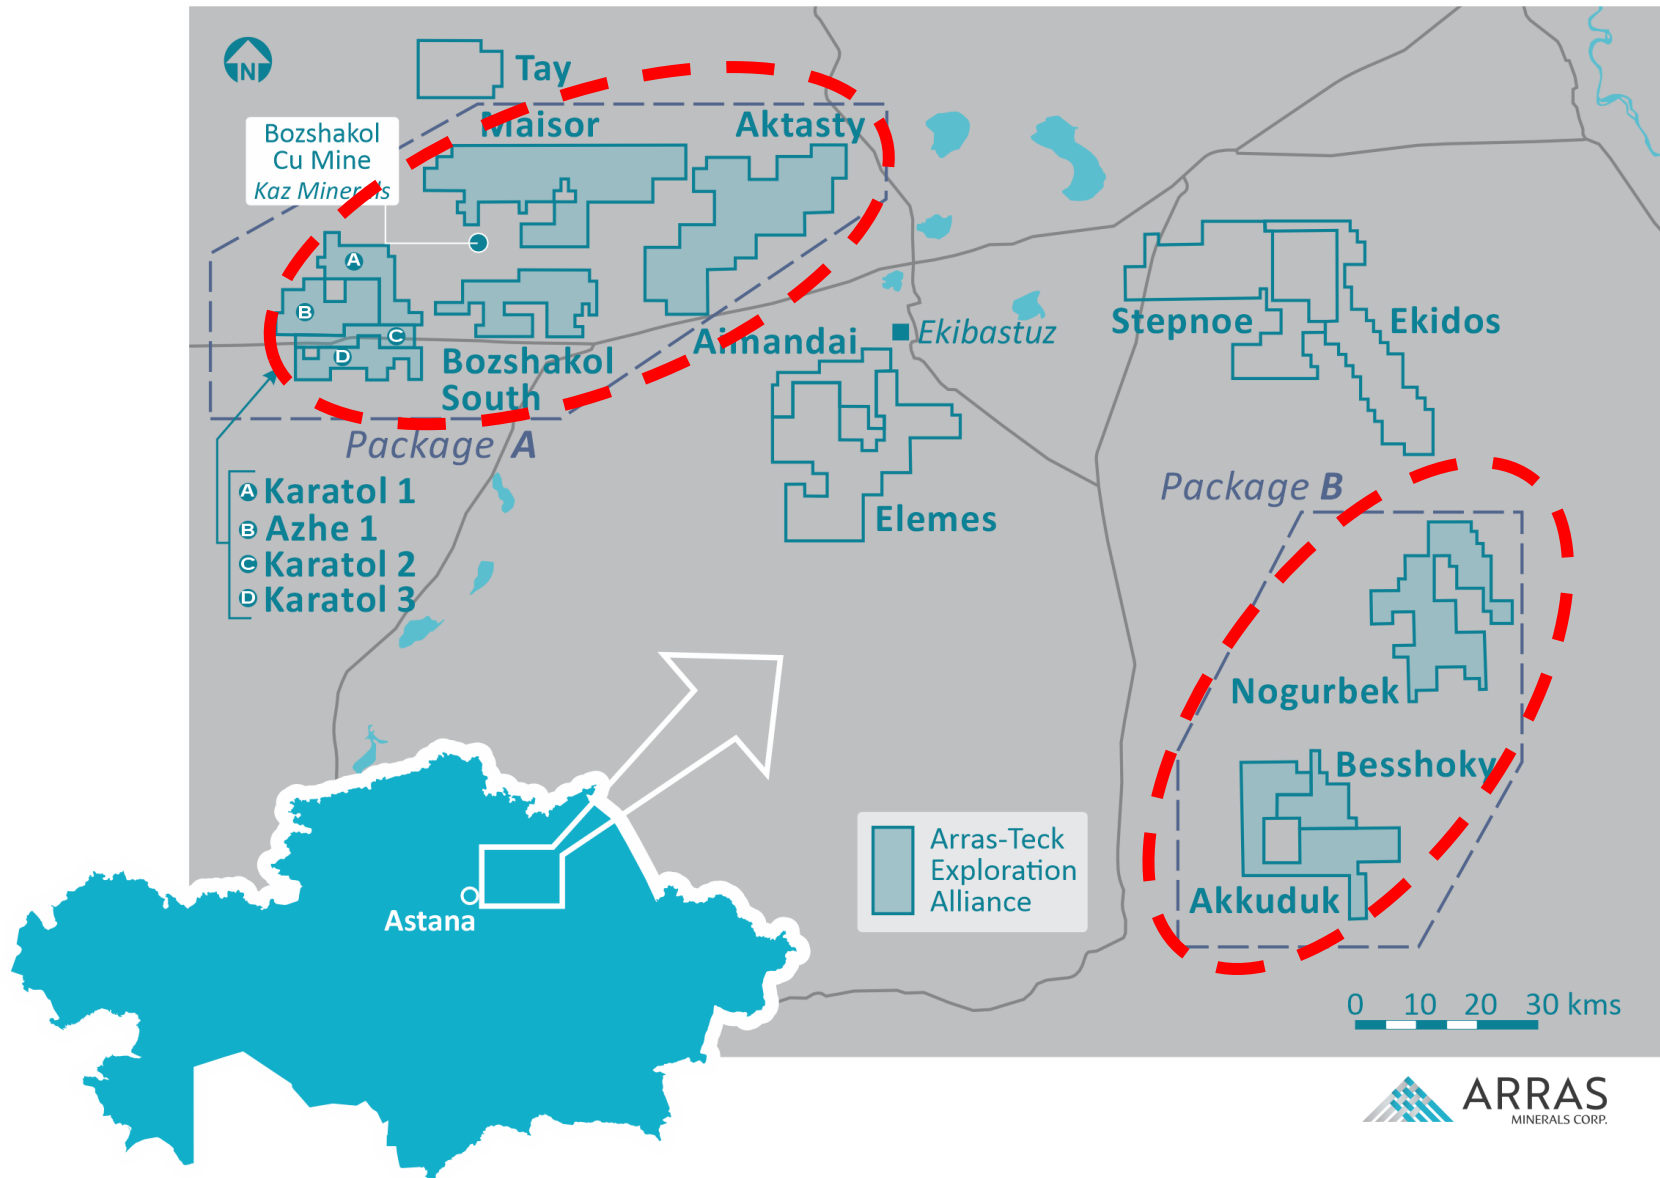 N
Tay
Maisor
Aktasty
Bozshakol
Cu Mine
Kaz Minerals
A
B
C
D
Bozshakol
South
Ainandai
Ekibastuz
Stepnoe
Ekidos
Package A
A Karatol 1
B Azhe 1
C Karatol 2
D Karatol 3
Elemes
Package B
Nogurbek
Besshoky
Akkuduk
Arras-Teck
Exploration
Alliance
Astana
0 10 20 30 kms
ARRAS
MINERALS CORP.